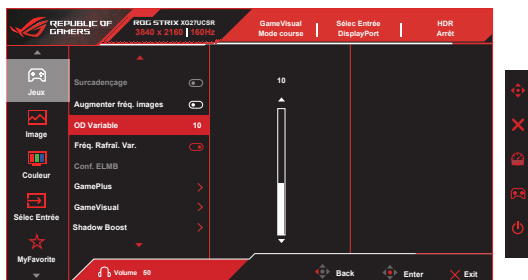 REPUBLIC OF
GAMERS
ROG STRIX XG27UCSR
3840 x 2160 160Hz
GameVisual
Mode course
Sélec Entrée
DisplayPort
HDR
Arrêt
Jeux
Image
Couleur
Sélec Entrée
MyFavorite
Surcadençage
Augmenter fréq. images
OD Variable 10
Fréq. Rafraî. Var.
Conf. ELMB
GamePlus
GameVisual
Shadow Boost
10
Volume 50
Back
Enter
Exit